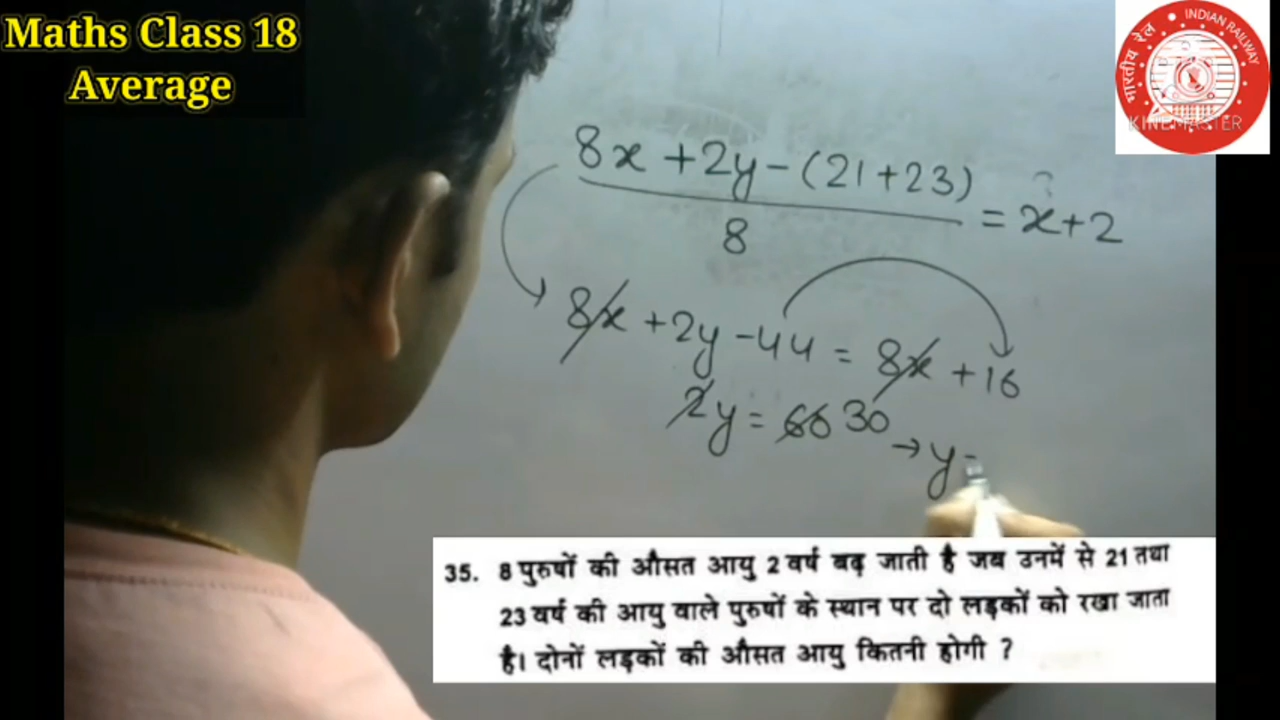 Maths Class 18
Average
भारतीय रेल INDIAN RAILWAY
KINEMASTER
8x + 2y - (21 + 23)
8
= x + 2
8x + 2y - 44 = 8x + 16
2y = 60 30
→ y =
35. 8 पुरुषों की औसत आयु 2 वर्ष बढ़ जाती है जब उनमें से 21 तथा
23 वर्ष की आयु वाले पुरुषों के स्थान पर दो लड़कों को रखा जाता
है। दोनों लड़कों की औसत आयु कितनी होगी ?